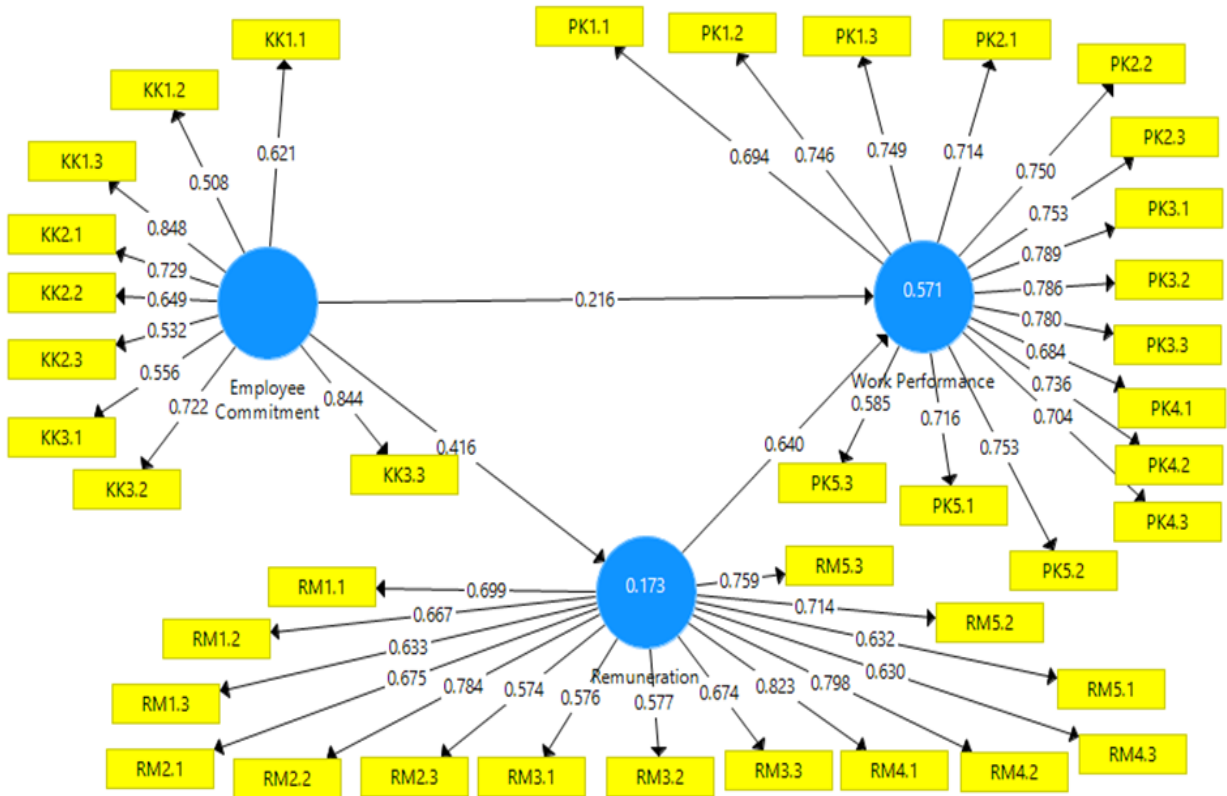 KK1.1
KK1.2
KK1.3
KK2.1
KK2.2
KK2.3
KK3.1
KK3.2
KK3.3
0.621
0.508
0.848
0.729
0.649
0.532
0.556
0.722
0.844
Employee
Commitment
0.216
0.416
0.640
PK1.1
PK1.2
PK1.3
PK2.1
PK2.2
PK2.3
PK3.1
PK3.2
PK3.3
PK4.1
PK4.2
PK4.3
PK5.3
PK5.1
PK5.2
0.694
0.746
0.749
0.714
0.750
0.753
0.789
0.786
0.780
0.684
0.736
0.704
0.585
0.716
0.753
0.571
Work Performance
0.173
Remuneration
RM1.1
RM1.2
RM1.3
RM2.1
RM2.2
RM2.3
RM3.1
RM3.2
RM3.3
RM4.1
RM4.2
RM4.3
RM5.1
RM5.2
RM5.3
0.699
0.667
0.633
0.675
0.784
0.574
0.576
0.577
0.674
0.823
0.798
0.630
0.632
0.714
0.759